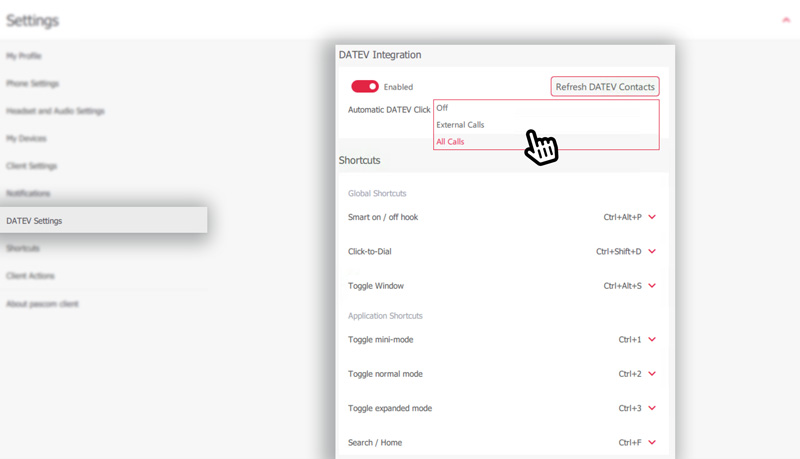 Settings
My Profile
Phone Settings
Headset and Audio Settings
My Devices
Client Settings
Notifications
DATEV Settings
Shortcuts
Client Actions
About pascom client
DATEV Integration
Enabled
Refresh DATEV Contacts
Automatic DATEV Click
Off
External Calls
All Calls
Shortcuts
Global Shortcuts
Smart on / off hook Ctrl+Alt+P
Click-to-Dial Ctrl+Shift+D
Toggle Window Ctrl+Alt+S
Application Shortcuts
Toggle mini-mode Ctrl+1
Toggle normal mode Ctrl+2
Toggle expanded mode Ctrl+3
Search / Home Ctrl+F